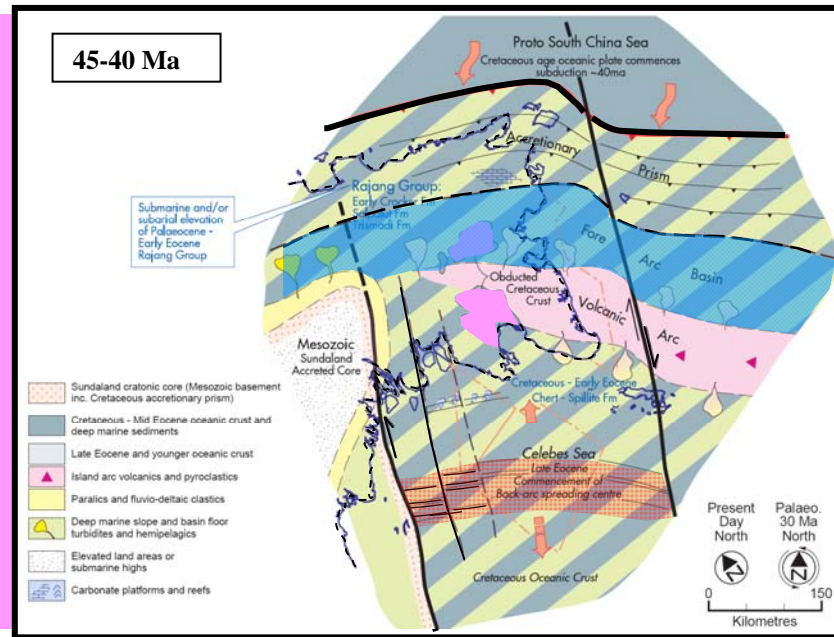 45-40 Ma
Proto South China Sea
Cretaceous age oceanic plate commences
subduction ~40ma
Accretionary
Prism
Submarine and/or
subarial elevation
of Palaeocene -
Early Eocene
Rajang Group
Rajang Group:
Early Crocker Fm
Trismadi Fm
Fore Arc Basin
Obducted
Cretaceous
Crust
Volcanic
Arc
Mesozoic
Sundaland
Accreted Core
Cretaceous - Early Eocene
Chert - Spillite Fm
Celebes Sea
Late Eocene
Commencement of
Back-arc spreading centre
Cretaceous Oceanic Crust
Sundaland cratonic core (Mesozoic basement
inc. Cretaceous accretionary prism)
Cretaceous - Mid Eocene oceanic crust and
deep marine sediments
Late Eocene and younger oceanic crust
Island arc volcanics and pyroclastics
Paralics and fluvio-deltaic clastics
Deep marine slope and basin floor
turbidites and hemipelagics
Elevated land areas or
submarine highs
Carbonate platforms and reefs
Present
Day
North
Palaeo.
30 Ma
North
N
N
0 150
Kilometres